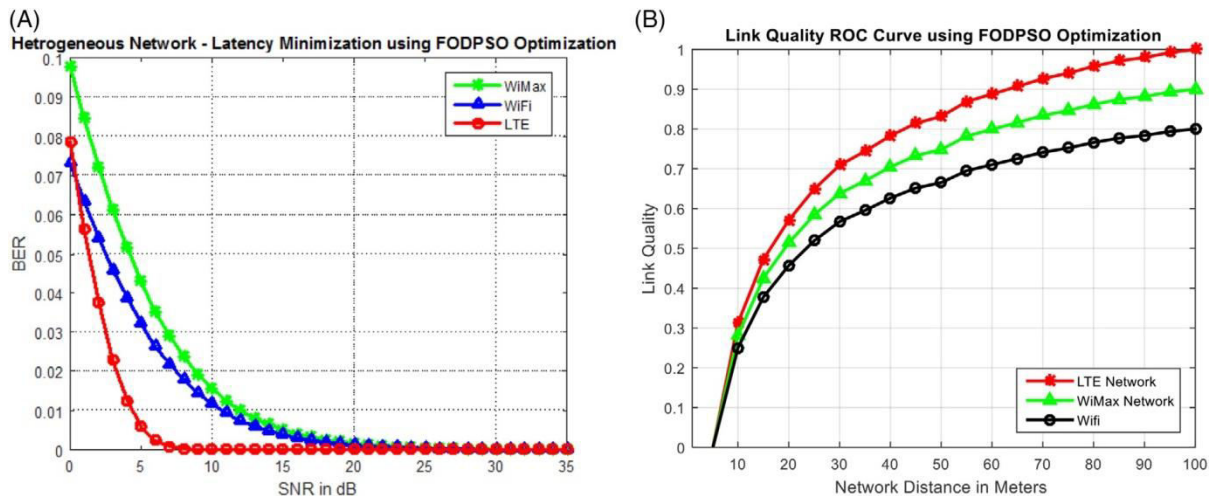 (A)
Hetrogeneous Network - Latency Minimization using FODPSO Optimization
0.1
0.09
0.08
0.07
0.06
0.05
0.04
0.03
0.02
0.01
0
BER
WiMax
WiFi
LTE
0 5 10 15 20 25 30 35
SNR in dB
(B)
Link Quality ROC Curve using FODPSO Optimization
1
0.9
0.8
0.7
0.6
0.5
0.4
0.3
0.2
0.1
0
Link Quality
LTE Network
WiMax Network
Wifi
10 20 30 40 50 60 70 80 90 100
Network Distance in Meters